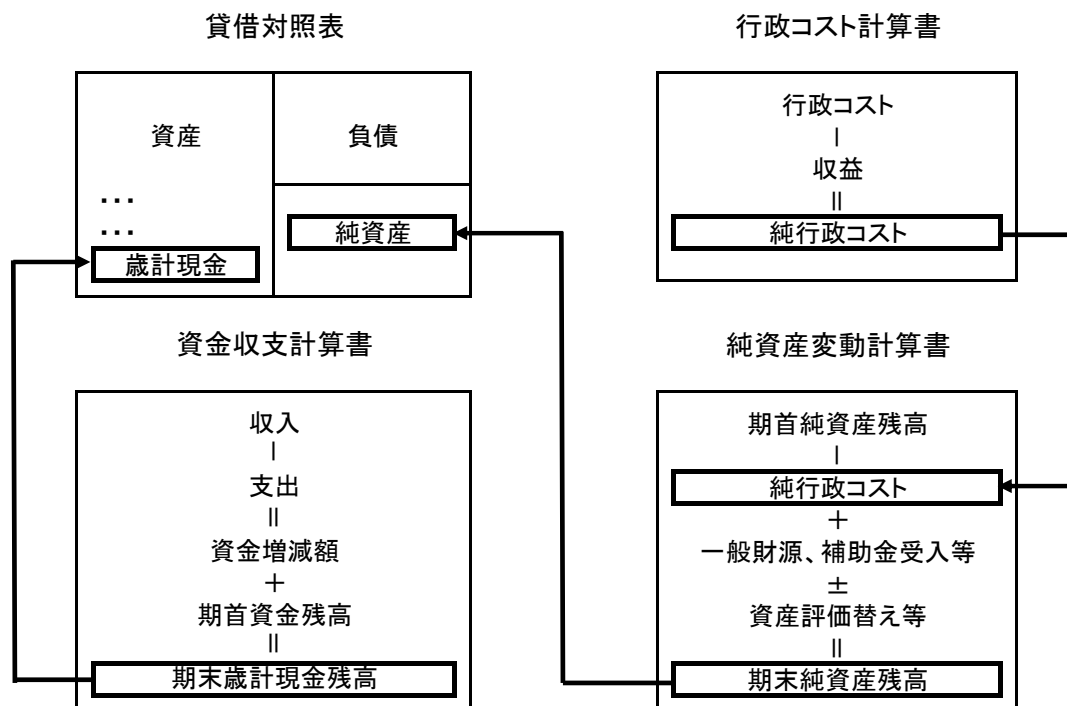 貸借対照表
資産
負債
・・・
・・・
歳計現金
純資産
行政コスト計算書
行政コスト
－
収益
＝
純行政コスト
資金収支計算書
収入
－
支出
＝
資金増減額
＋
期首資金残高
＝
期末歳計現金残高
純資産変動計算書
期首純資産残高
－
純行政コスト
＋
一般財源、補助金受入等
±
資産評価替え等
＝
期末純資産残高